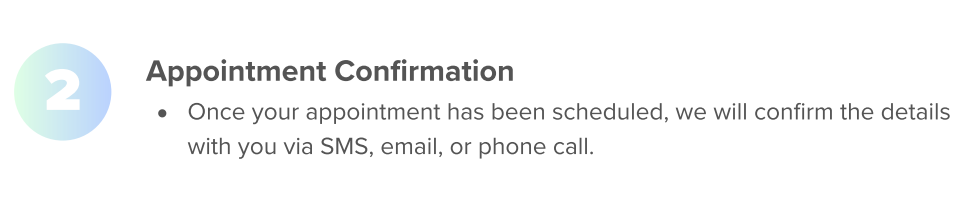 2
Appointment Confirmation
• Once your appointment has been scheduled, we will confirm the details
with you via SMS, email, or phone call.